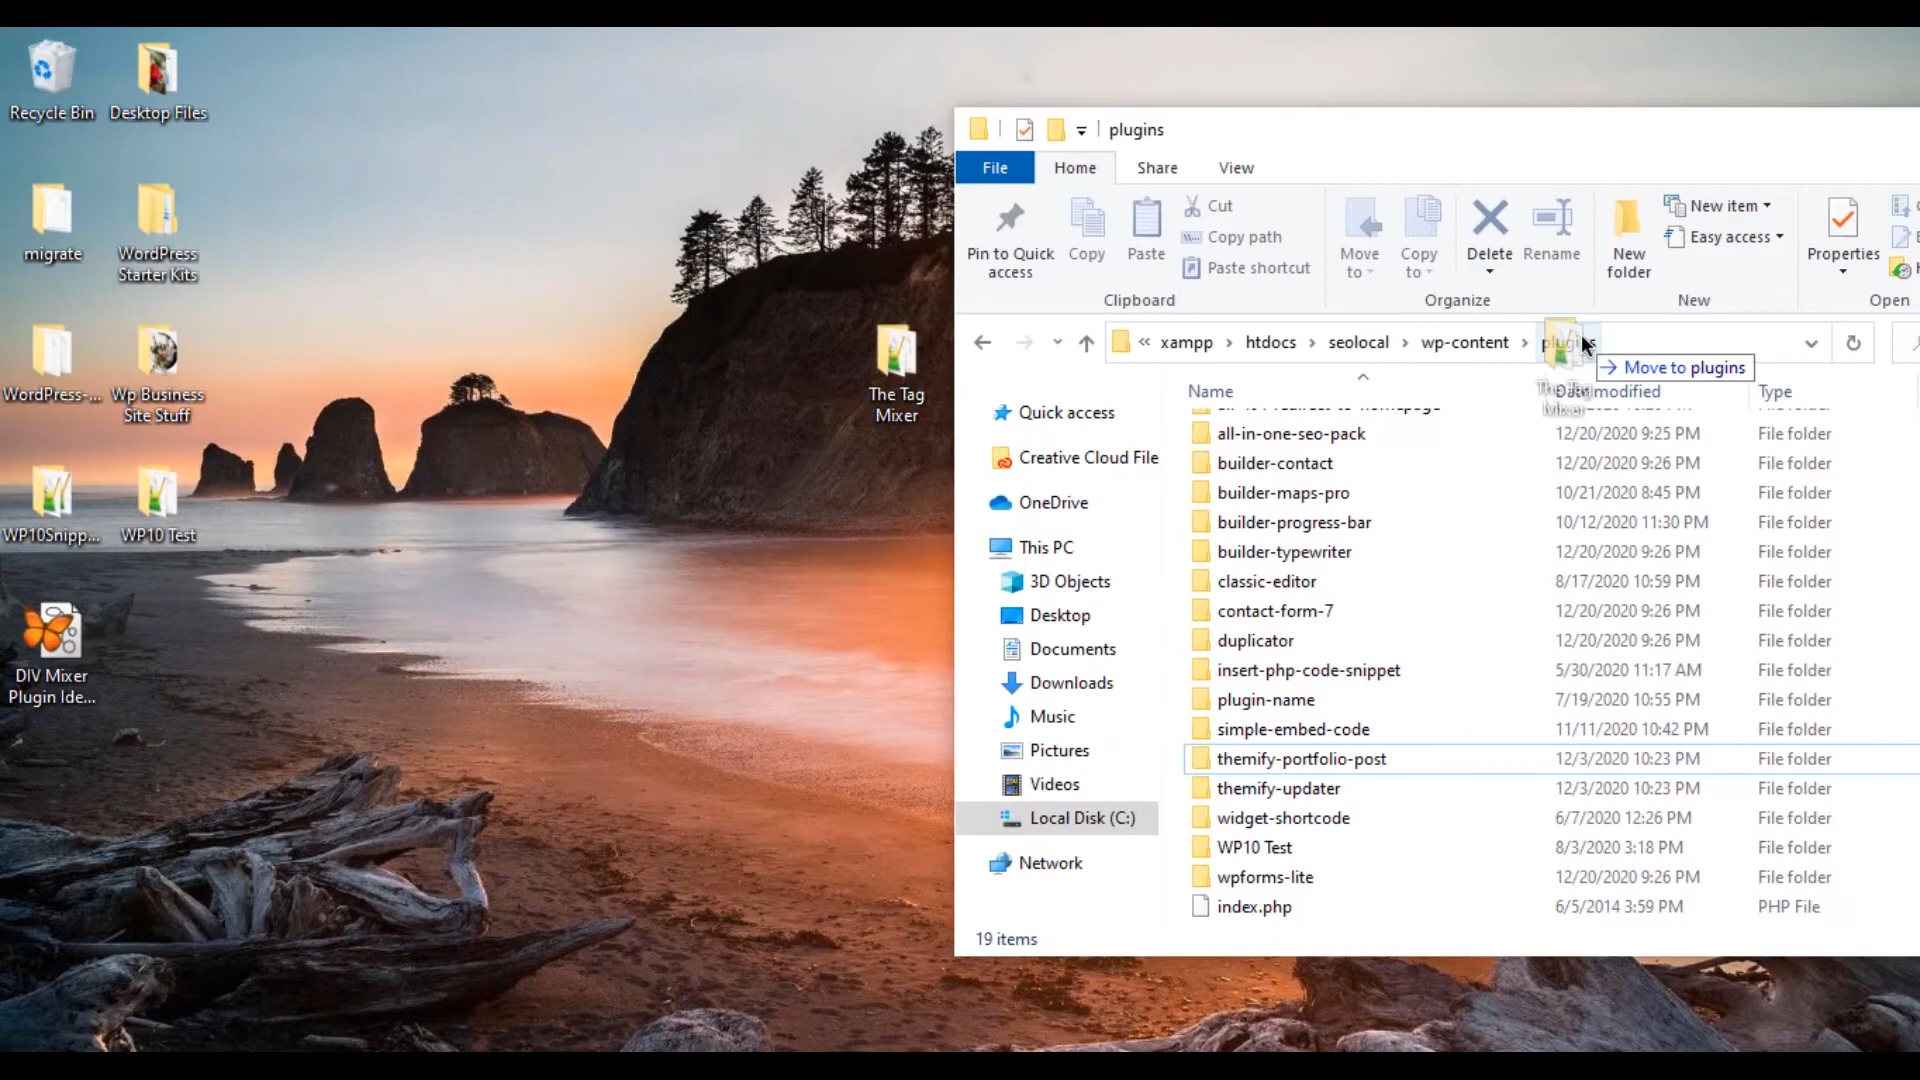 Recycle Bin
Desktop Files
migrate
WordPress
Starter Kits
WordPress-...
Wp Business
Site Stuff
WP10Snipp...
WP10 Test
DIV Mixer
Plugin Ide...
The Tag
Mixer
plugins
File
Home
Share
View
Pin to Quick
access
Copy
Paste
Cut
Copy path
Paste shortcut
Clipboard
Move
to
Copy
to
Delete
Rename
Organize
New
folder
New item
Easy access
New
Properties
Open
« xampp › htdocs › seolocal › wp-content › plugins
Move to plugins
The Tag
Mixer
Name
Date modified
Type
Quick access
Creative Cloud File
OneDrive
This PC
3D Objects
Desktop
Documents
Downloads
Music
Pictures
Videos
Local Disk (C:)
Network
all-in-one-seo-pack 12/20/2020 9:25 PM File folder
builder-contact 12/20/2020 9:26 PM File folder
builder-maps-pro 10/21/2020 8:45 PM File folder
builder-progress-bar 10/12/2020 11:30 PM File folder
builder-typewriter 12/20/2020 9:26 PM File folder
classic-editor 8/17/2020 10:59 PM File folder
contact-form-7 12/20/2020 9:26 PM File folder
duplicator 12/20/2020 9:26 PM File folder
insert-php-code-snippet 5/30/2020 11:17 AM File folder
plugin-name 7/19/2020 10:55 PM File folder
simple-embed-code 11/11/2020 10:42 PM File folder
themify-portfolio-post 12/3/2020 10:23 PM File folder
themify-updater 12/3/2020 10:23 PM File folder
widget-shortcode 6/7/2020 12:26 PM File folder
WP10 Test 8/3/2020 3:18 PM File folder
wpforms-lite 12/20/2020 9:26 PM File folder
index.php 6/5/2014 3:59 PM PHP File
19 items